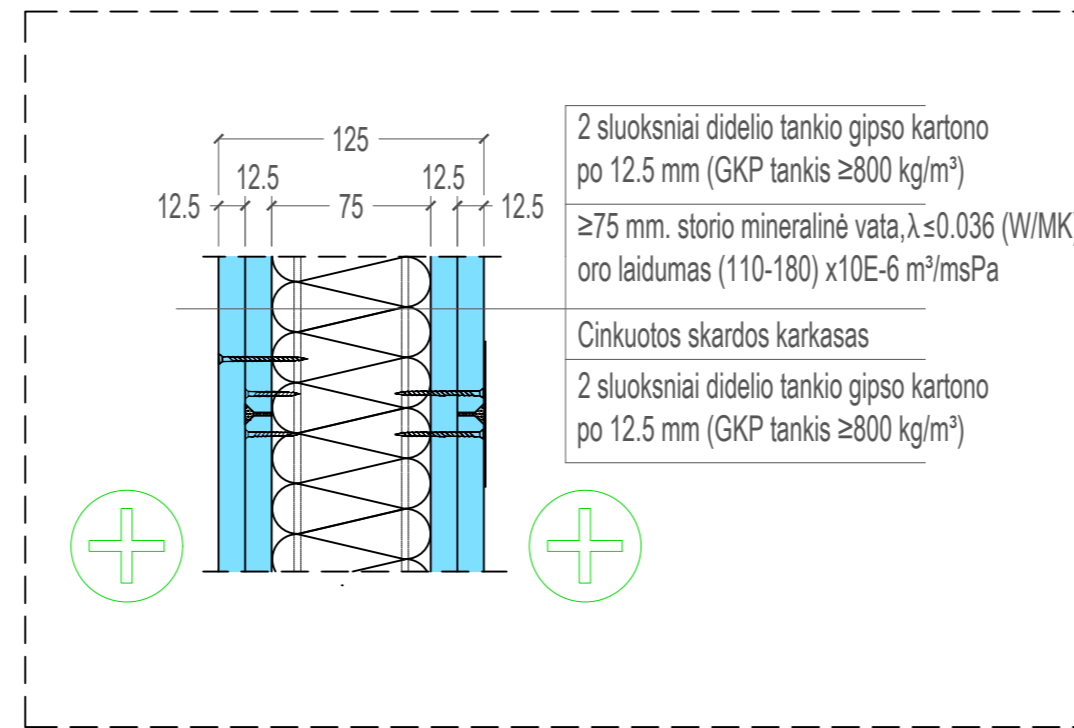 125
12.5 12.5
12.5 75 12.5
2 sluoksniai didelio tankio gipso kartono
po 12.5 mm (GKP tankis ≥800 kg/m³)
≥75 mm. storio mineralinė vata,λ≤0.036 (W/MK)
oro laidumas (110-180) x10E-6 m³/msPa
Cinkuotos skardos karkasas
2 sluoksniai didelio tankio gipso kartono
po 12.5 mm (GKP tankis ≥800 kg/m³)